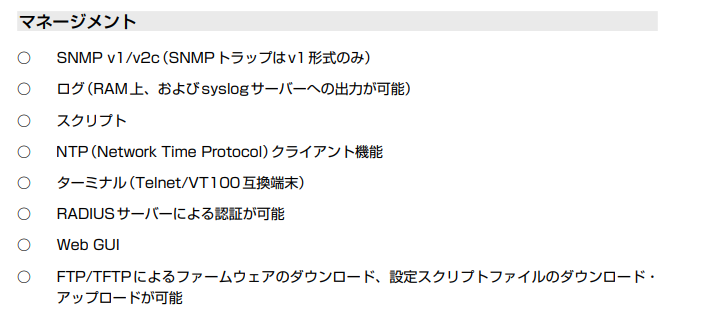 マネージメント
○ SNMP v1/v2c（SNMPトラップはv1形式のみ）
○ ログ（RAM上、およびsyslogサーバーへの出力が可能）
○ スクリプト
○ NTP（Network Time Protocol）クライアント機能
○ ターミナル（Telnet/VT100互換端末）
○ RADIUSサーバーによる認証が可能
○ Web GUI
○ FTP/TFTPによるファームウェアのダウンロード、設定スクリプトファイルのダウンロード・
アップロードが可能